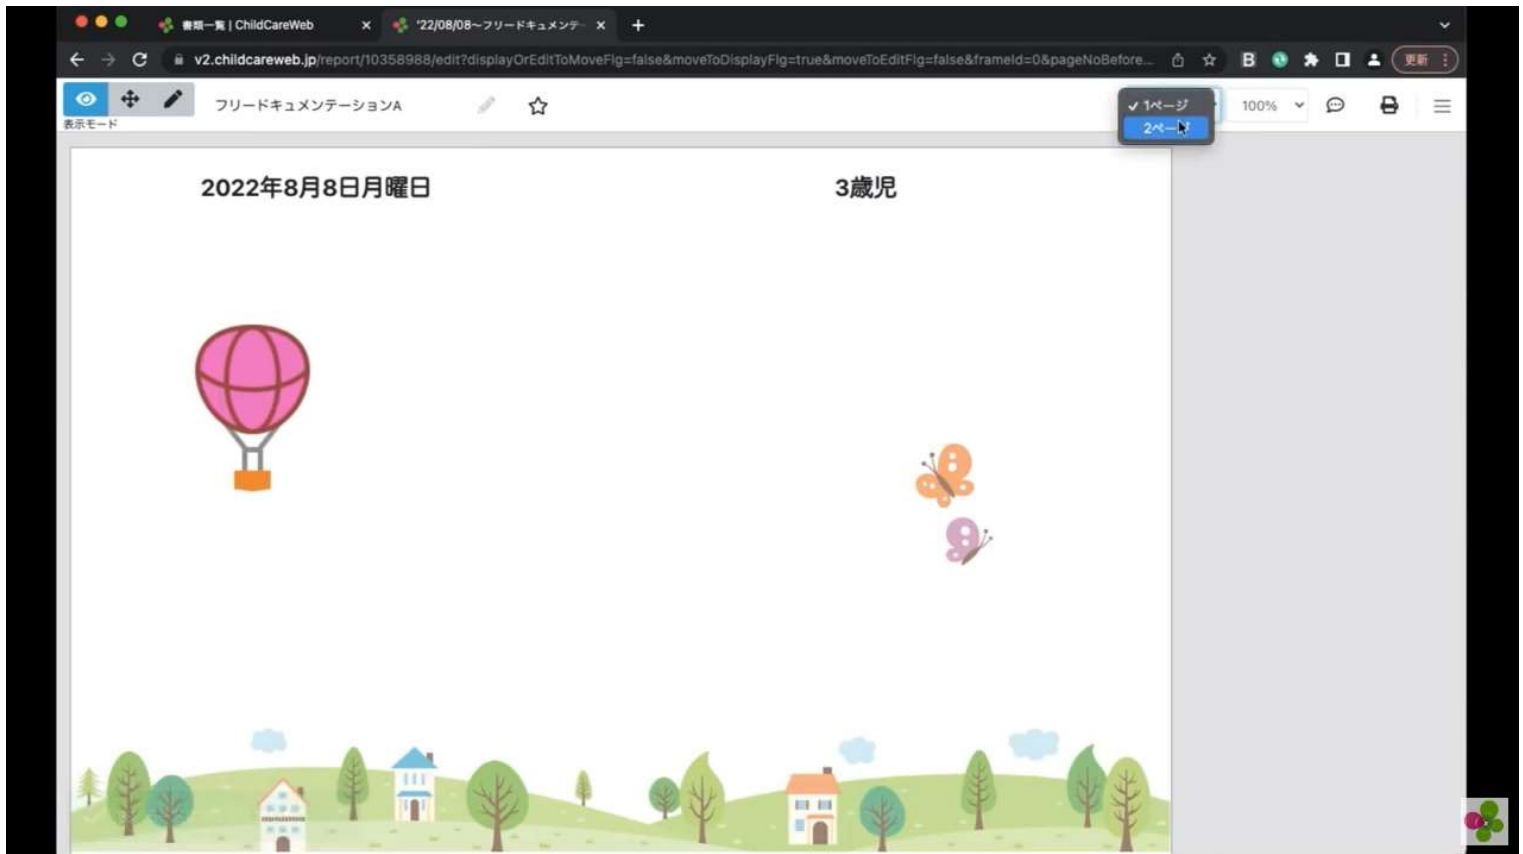 書類一覧 | ChildCareWeb
'22/08/08〜フリードキュメンテ
v2.childcareweb.jp/report/10358988/edit?displayOrEditToMoveFlg=false&moveToDisplayFlg=true&moveToEditFlg=false&frameId=0&pageNoBefore...
B
更新
フリードキュメンテーションA
✓ 1ページ
100%
表示モード
2ページ
2022年8月8日月曜日
3歳児